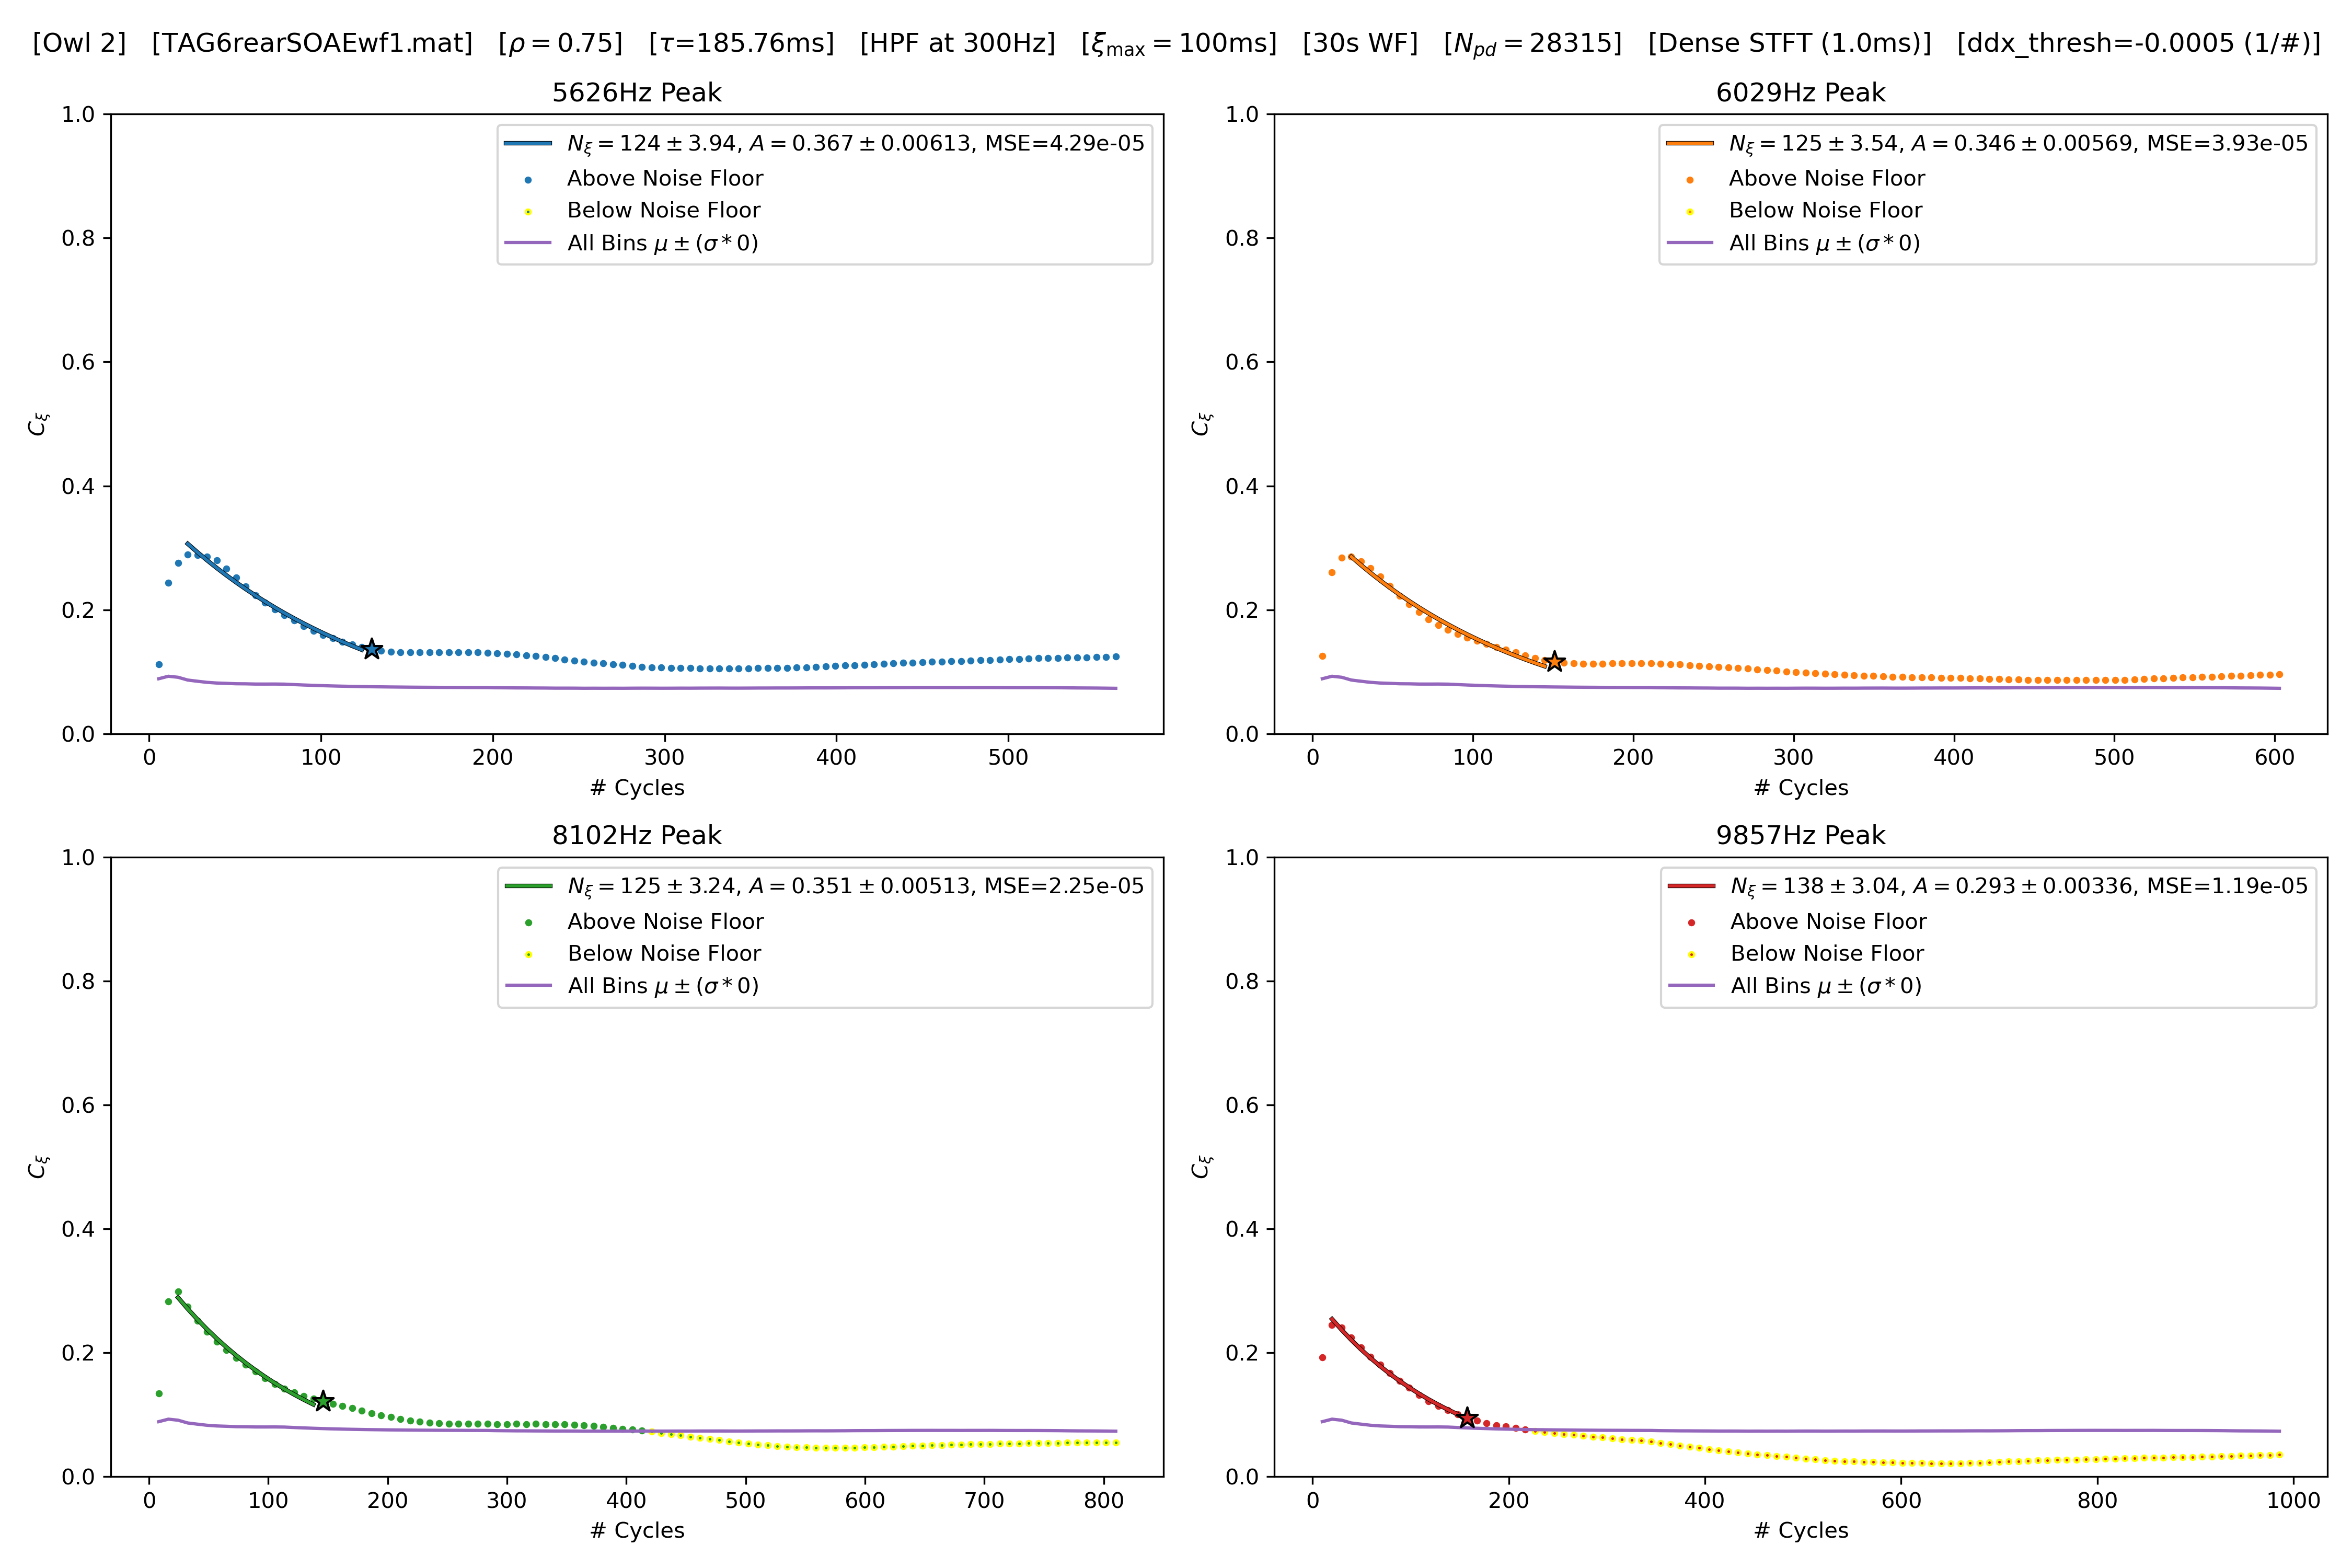 [Owl 2] [TAG6rearSOAEwf1.mat] [ρ = 0.75] [τ=185.76ms] [HPF at 300Hz] [ξmax = 100ms] [30s WF] [Npd = 28315] [Dense STFT (1.0ms)] [ddx_thresh=-0.0005 (1/#)]
5626Hz Peak
Nξ = 124 ± 3.94, A = 0.367 ± 0.00613, MSE=4.29e-05
Above Noise Floor
Below Noise Floor
All Bins μ ± (σ * 0)
1.0
0.8
0.6
0.4
0.2
0.0
Cξ
0 100 200 300 400 500
# Cycles
6029Hz Peak
Nξ = 125 ± 3.54, A = 0.346 ± 0.00569, MSE=3.93e-05
Above Noise Floor
Below Noise Floor
All Bins μ ± (σ * 0)
1.0
0.8
0.6
0.4
0.2
0.0
Cξ
0 100 200 300 400 500 600
# Cycles
8102Hz Peak
Nξ = 125 ± 3.24, A = 0.351 ± 0.00513, MSE=2.25e-05
Above Noise Floor
Below Noise Floor
All Bins μ ± (σ * 0)
1.0
0.8
0.6
0.4
0.2
0.0
Cξ
0 100 200 300 400 500 600 700 800
# Cycles
9857Hz Peak
Nξ = 138 ± 3.04, A = 0.293 ± 0.00336, MSE=1.19e-05
Above Noise Floor
Below Noise Floor
All Bins μ ± (σ * 0)
1.0
0.8
0.6
0.4
0.2
0.0
Cξ
0 200 400 600 800 1000
# Cycles